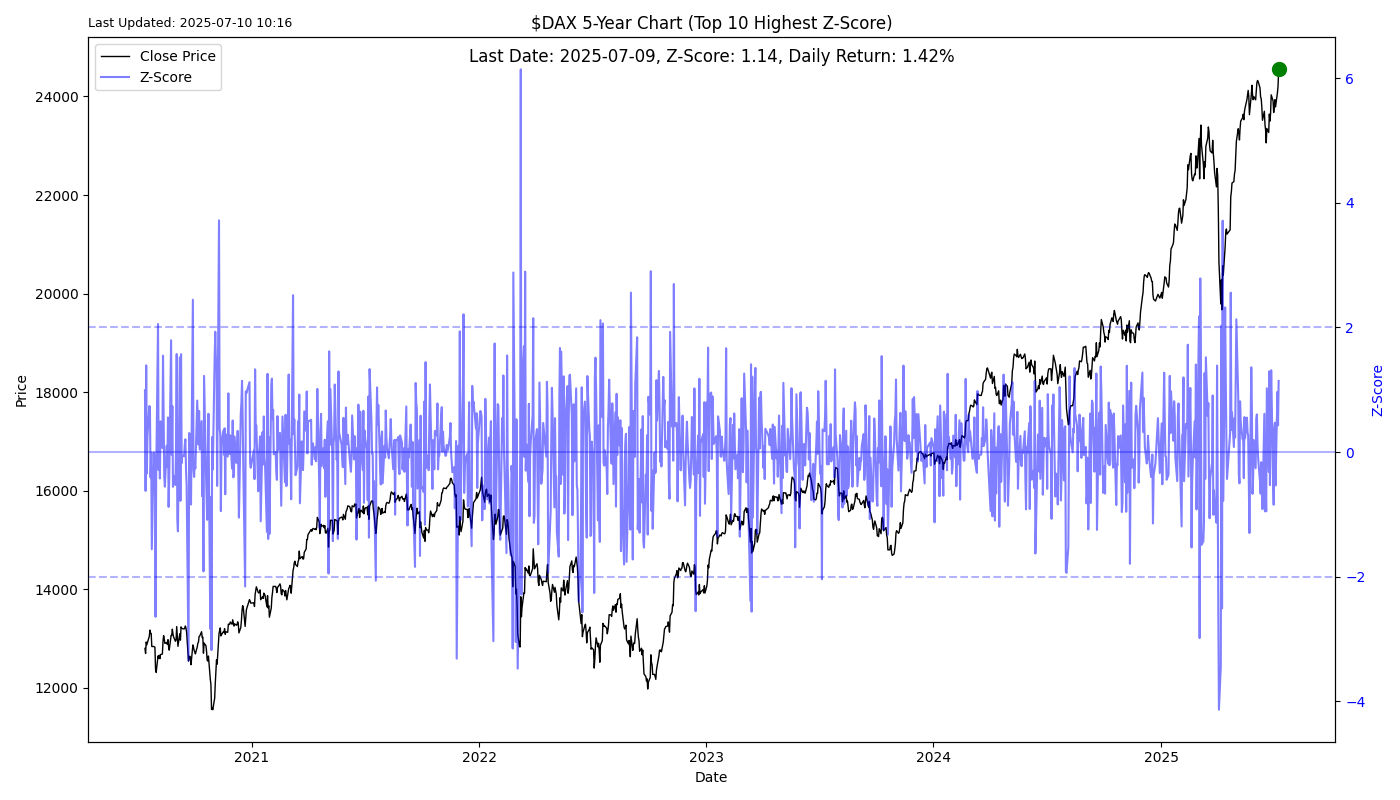 Last Updated: 2025-07-10 10:16
$DAX 5-Year Chart (Top 10 Highest Z-Score)
Last Date: 2025-07-09, Z-Score: 1.14, Daily Return: 1.42%
Close Price
Z-Score
24000
22000
20000
18000
16000
14000
12000
Price
6
4
2
0
−2
−4
Z-Score
2021
2022
2023
2024
2025
Date